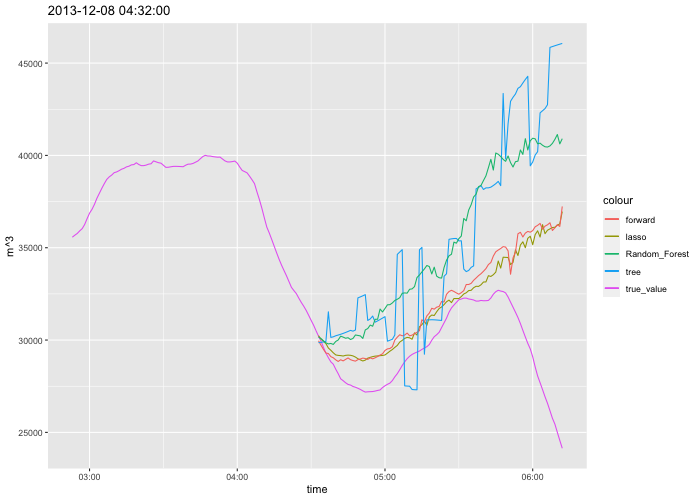 2013-12-08 04:32:00
45000
40000
35000
30000
25000
m^3
03:00
04:00
05:00
06:00
time
colour
forward
lasso
Random_Forest
tree
true_value